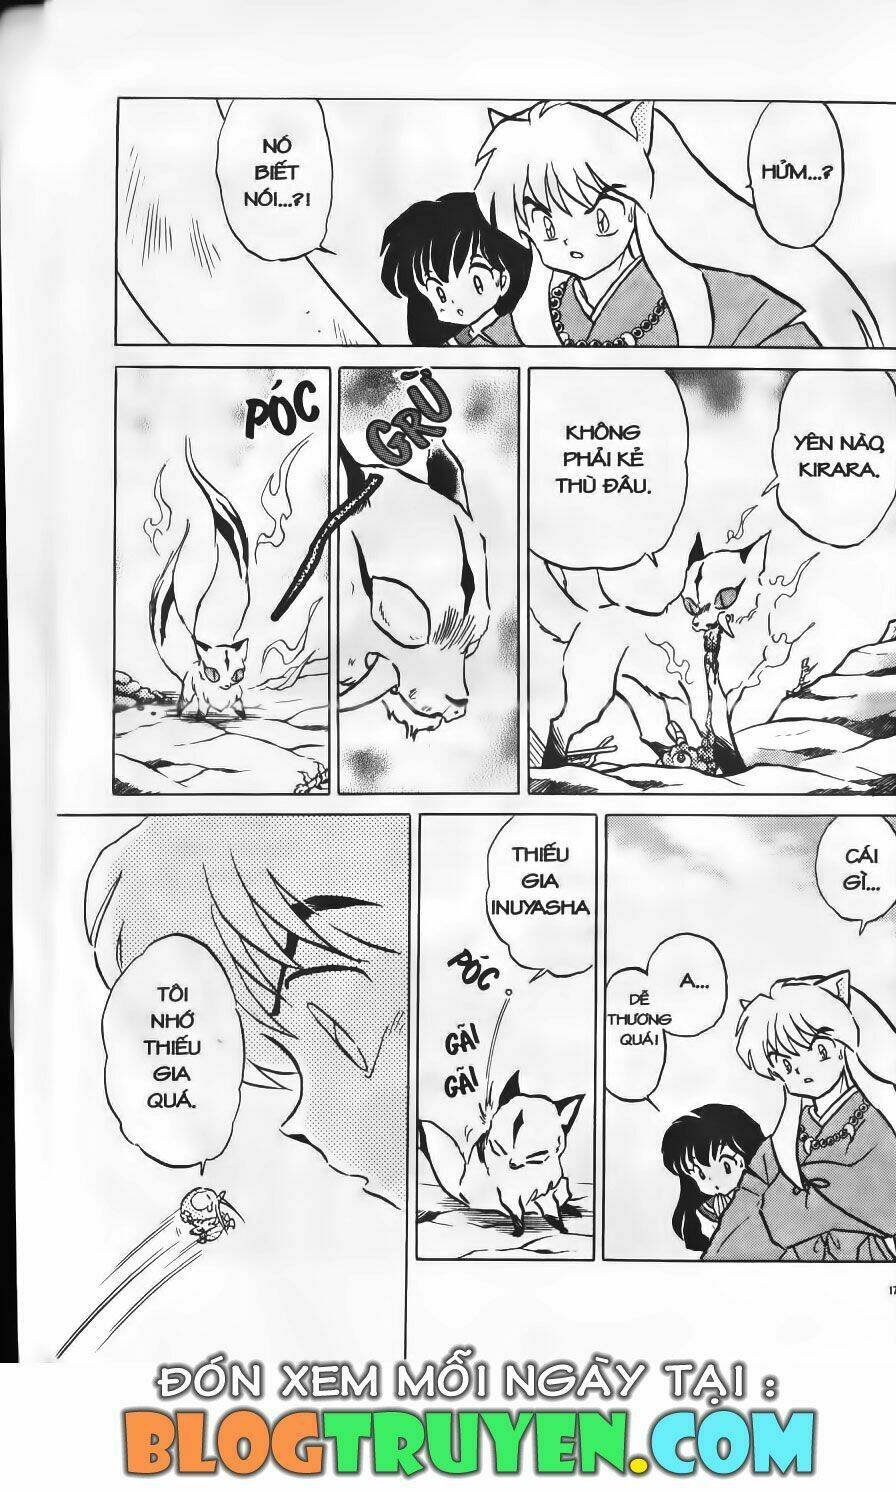 HỬM...?
NÓ
BIẾT
NÓI...?!
YÊN NÀO,
KIRARA.
KHÔNG
PHẢI KẺ
THÙ ĐÂU.
GRỪ
PÓC
CÁI
GÌ...
A...
DỄ
THƯƠNG
QUÁ!
THIẾU
GIA
INUYASHA
PÓC
GÃI
GÃI
TÔI
NHỚ
THIẾU
GIA
QUÁ.
17
ĐÓN XEM MỖI NGÀY TẠI :
BLOGTRUYEN.COM